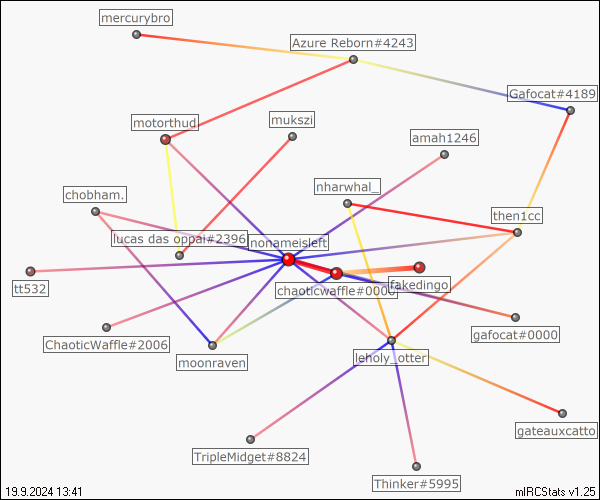 mercurybro
Azure Reborn#4243
Gafocat#4189
motorthud
mukszi
amah1246
nharwhal_
chobham.
then1cc
lucas das oppai#2396
nonameisleft
tt532
chaoticwaffle#0000
fakedingo
ChaoticWaffle#2006
gafocat#0000
moonraven
leholy_otter
gateauxcatto
TripleMidget#8824
Thinker#5995
19.9.2024 13:41
mIRCStats v1.25